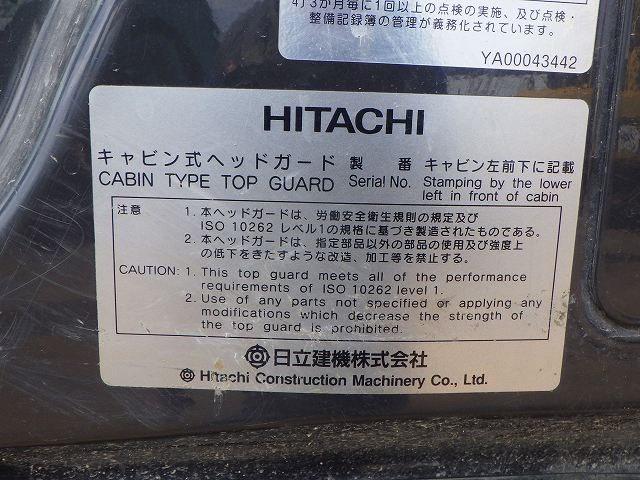 4) 3か月毎に1回以上の点検の実施、及び点検・
整備記録簿の管理が義務化されています。
YA00043442
HITACHI
キャビン式ヘッドガード 製 番 キャビン左前下に記載
CABIN TYPE TOP GUARD Serial No. Stamping by the lower
left in front of cabin
注意 1. 本ヘッドガードは、労働安全衛生規則の規定及び
ISO 10262 レベル1の規格に基づき製造されたものである。
2. 本ヘッドガードは、指定部品以外の部品の使用及び強度上
の低下をきたすような改造、加工等を禁止する。
CAUTION: 1. This top guard meets all of the performance
requirements of ISO 10262 level 1.
2. Use of any parts not specified or applying any
modifications which decrease the strength of
the top guard is prohibited.
日立建機株式会社
Hitachi Construction Machinery Co., Ltd.